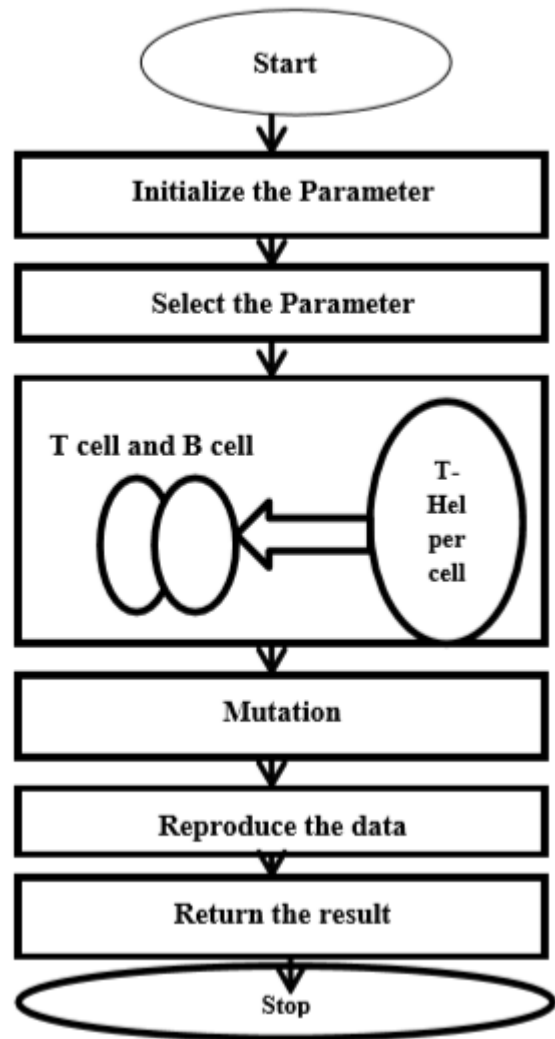 Start
Initialize the Parameter
Select the Parameter
T cell and B cell
T-
Hel
per
cell
Mutation
Reproduce the data
Return the result
Stop